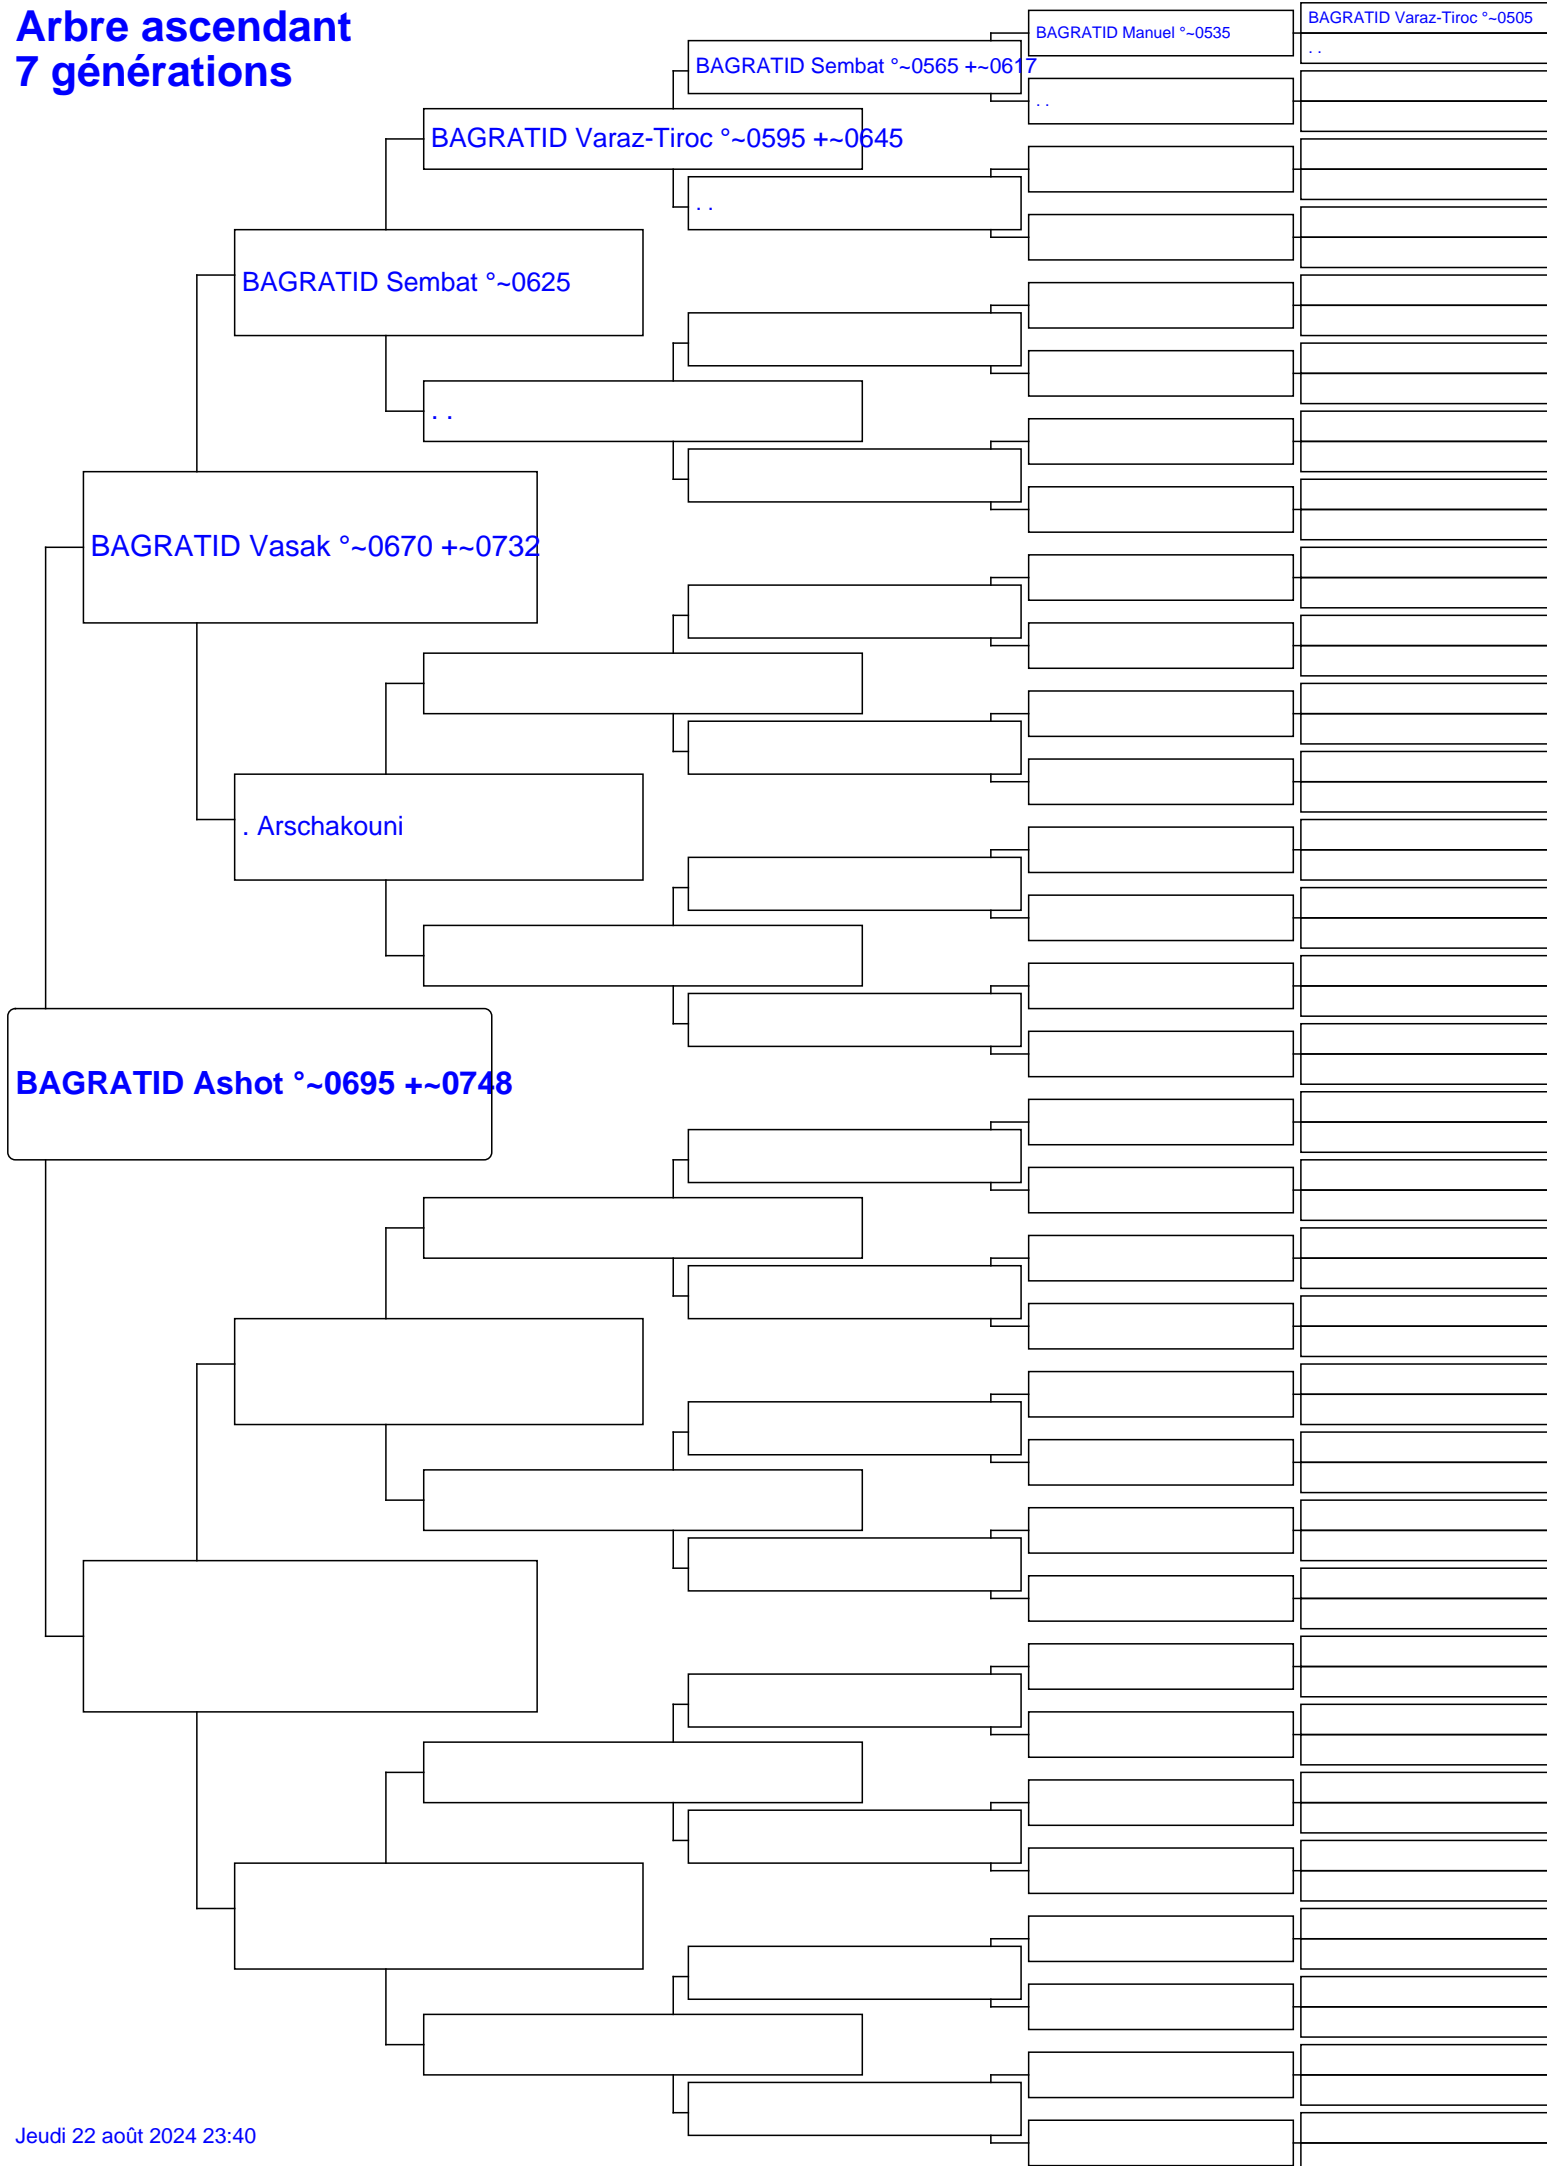 Arbre ascendant
7 générations
BAGRATID Varaz-Tiroc °~0505
. .
BAGRATID Manuel °~0535
. .
BAGRATID Sembat °~0565 +~0617
. .
BAGRATID Varaz-Tiroc °~0595 +~0645
. .
BAGRATID Sembat °~0625
. Arschakouni
BAGRATID Vasak °~0670 +~0732
BAGRATID Ashot °~0695 +~0748
Jeudi 22 août 2024 23:40